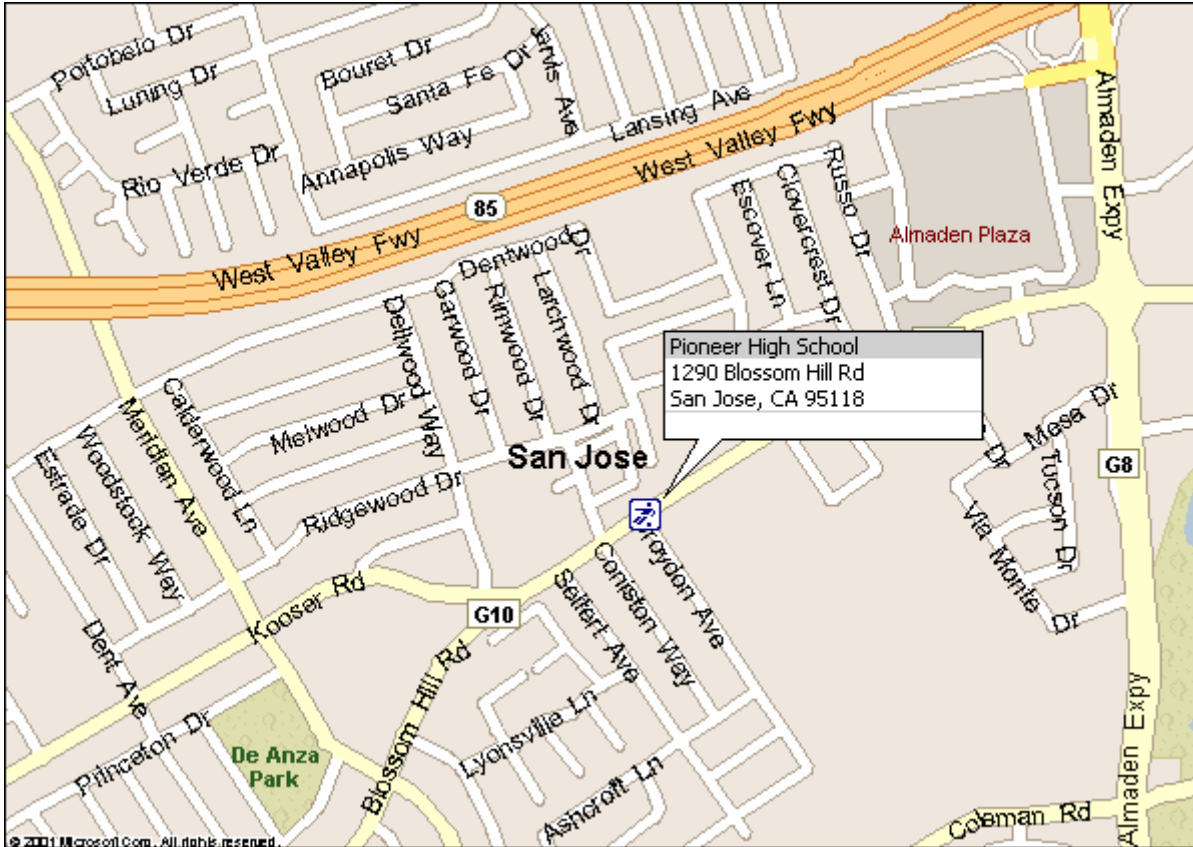 Portobelo Dr
Luning Dr
Bouret Dr
Santa Fe Dr
Jarvis Ave
Annapolis Way
Rio Verde Dr
Lansing Ave
West Valley Fwy
85
West Valley Fwy
Almaden Expy
Almaden Plaza
Escover Ln
Clovercrest Dr
Russo Dr
Dentwood Dr
Dellwood Way
Garwood Dr
Rimwood Dr
Larchwood Dr
Pioneer High School
1290 Blossom Hill Rd
San Jose, CA 95118
Meridian Ave
Calderwood Ln
Melwood Dr
Woodstock Way
Estrade Dr
San Jose
Ridgewood Dr
Dr
Mesa Dr
Tucson Dr
G8
Via Monte Dr
Kooser Rd
G10
Seifert Ave
Coniston Way
roydon Ave
Dent Ave
Princeton Dr
De Anza
Park
Blossom Hill Rd
Lyonsville Ln
Ashcroft Ln
Almaden Expy
Coleman Rd
© 2001 Microsoft Corp. All rights reserved.